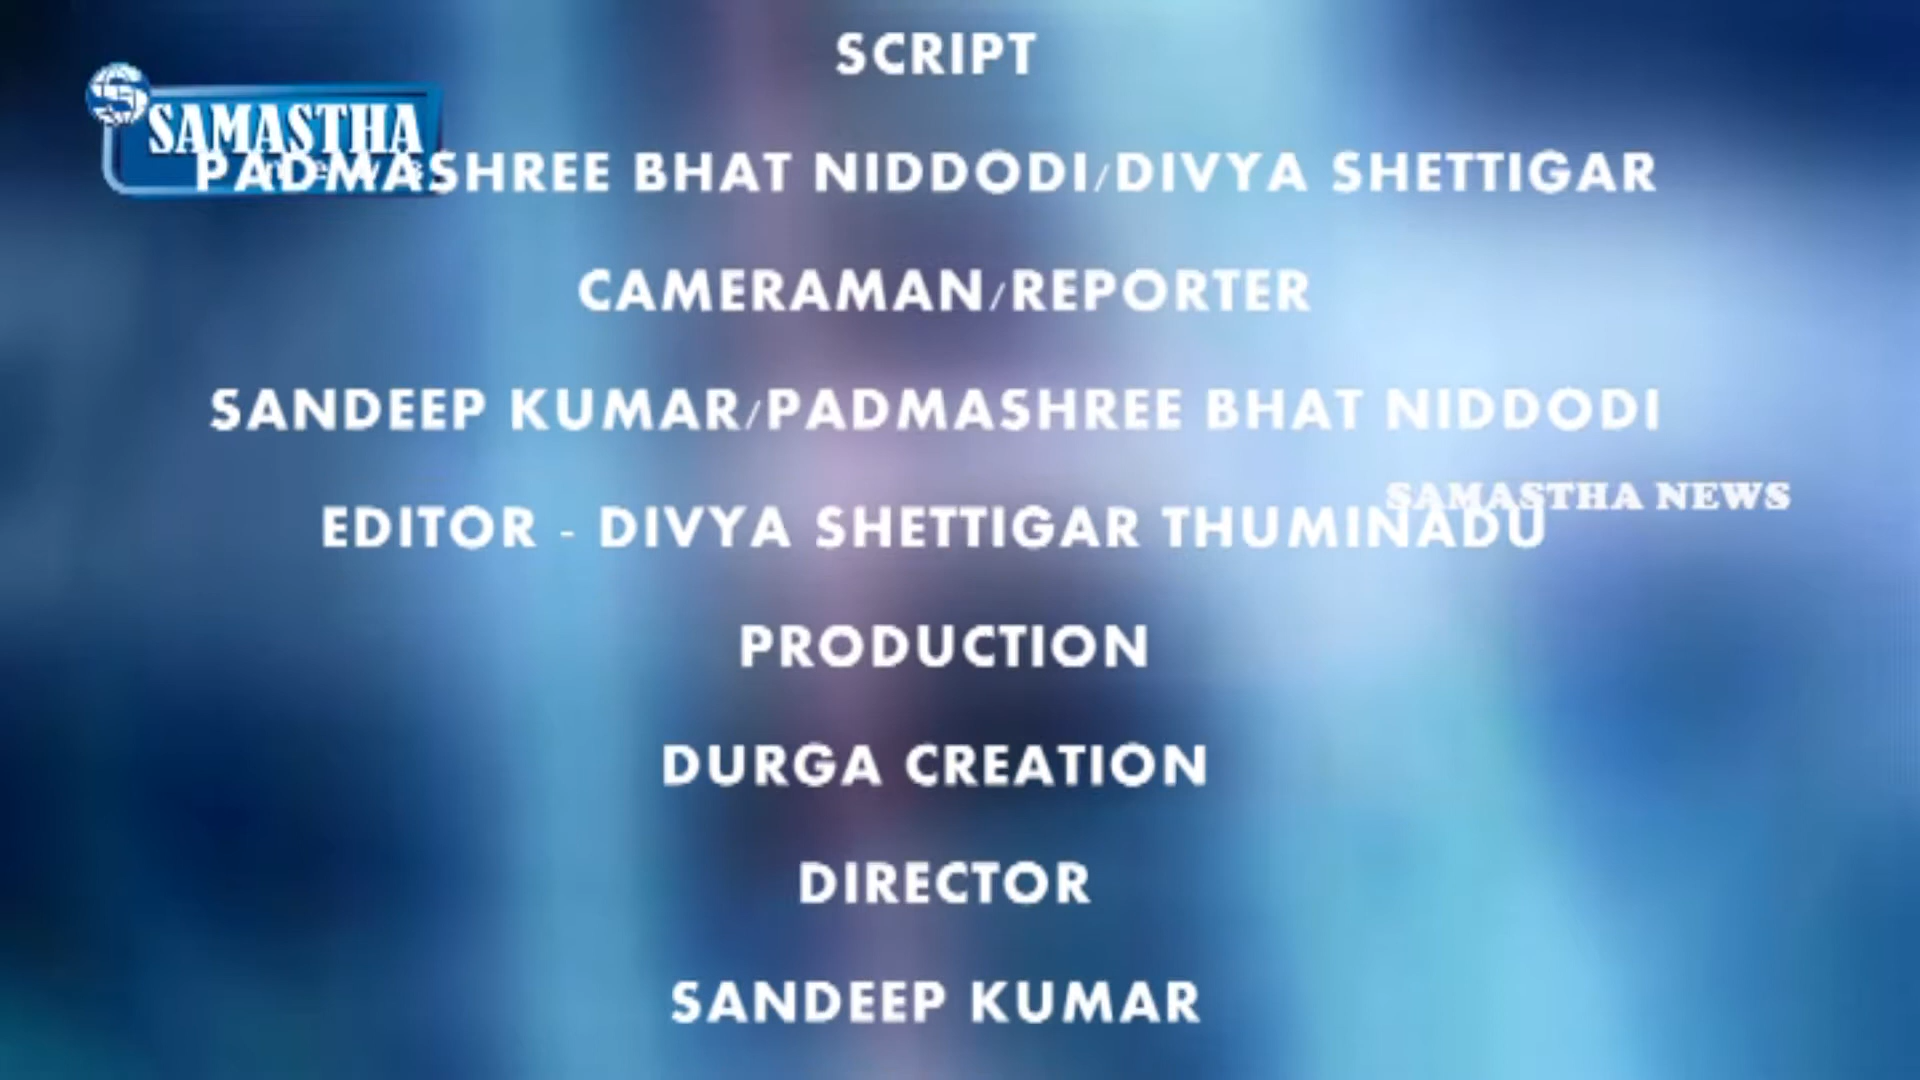 SCRIPT
SAMASTHA
PADMASHREE BHAT NIDDODI/DIVYA SHETTIGAR
CAMERAMAN/REPORTER
SANDEEP KUMAR/PADMASHREE BHAT NIDDODI
SAMASTHA NEWS
EDITOR - DIVYA SHETTIGAR THUMINADU
PRODUCTION
DURGA CREATION
DIRECTOR
SANDEEP KUMAR